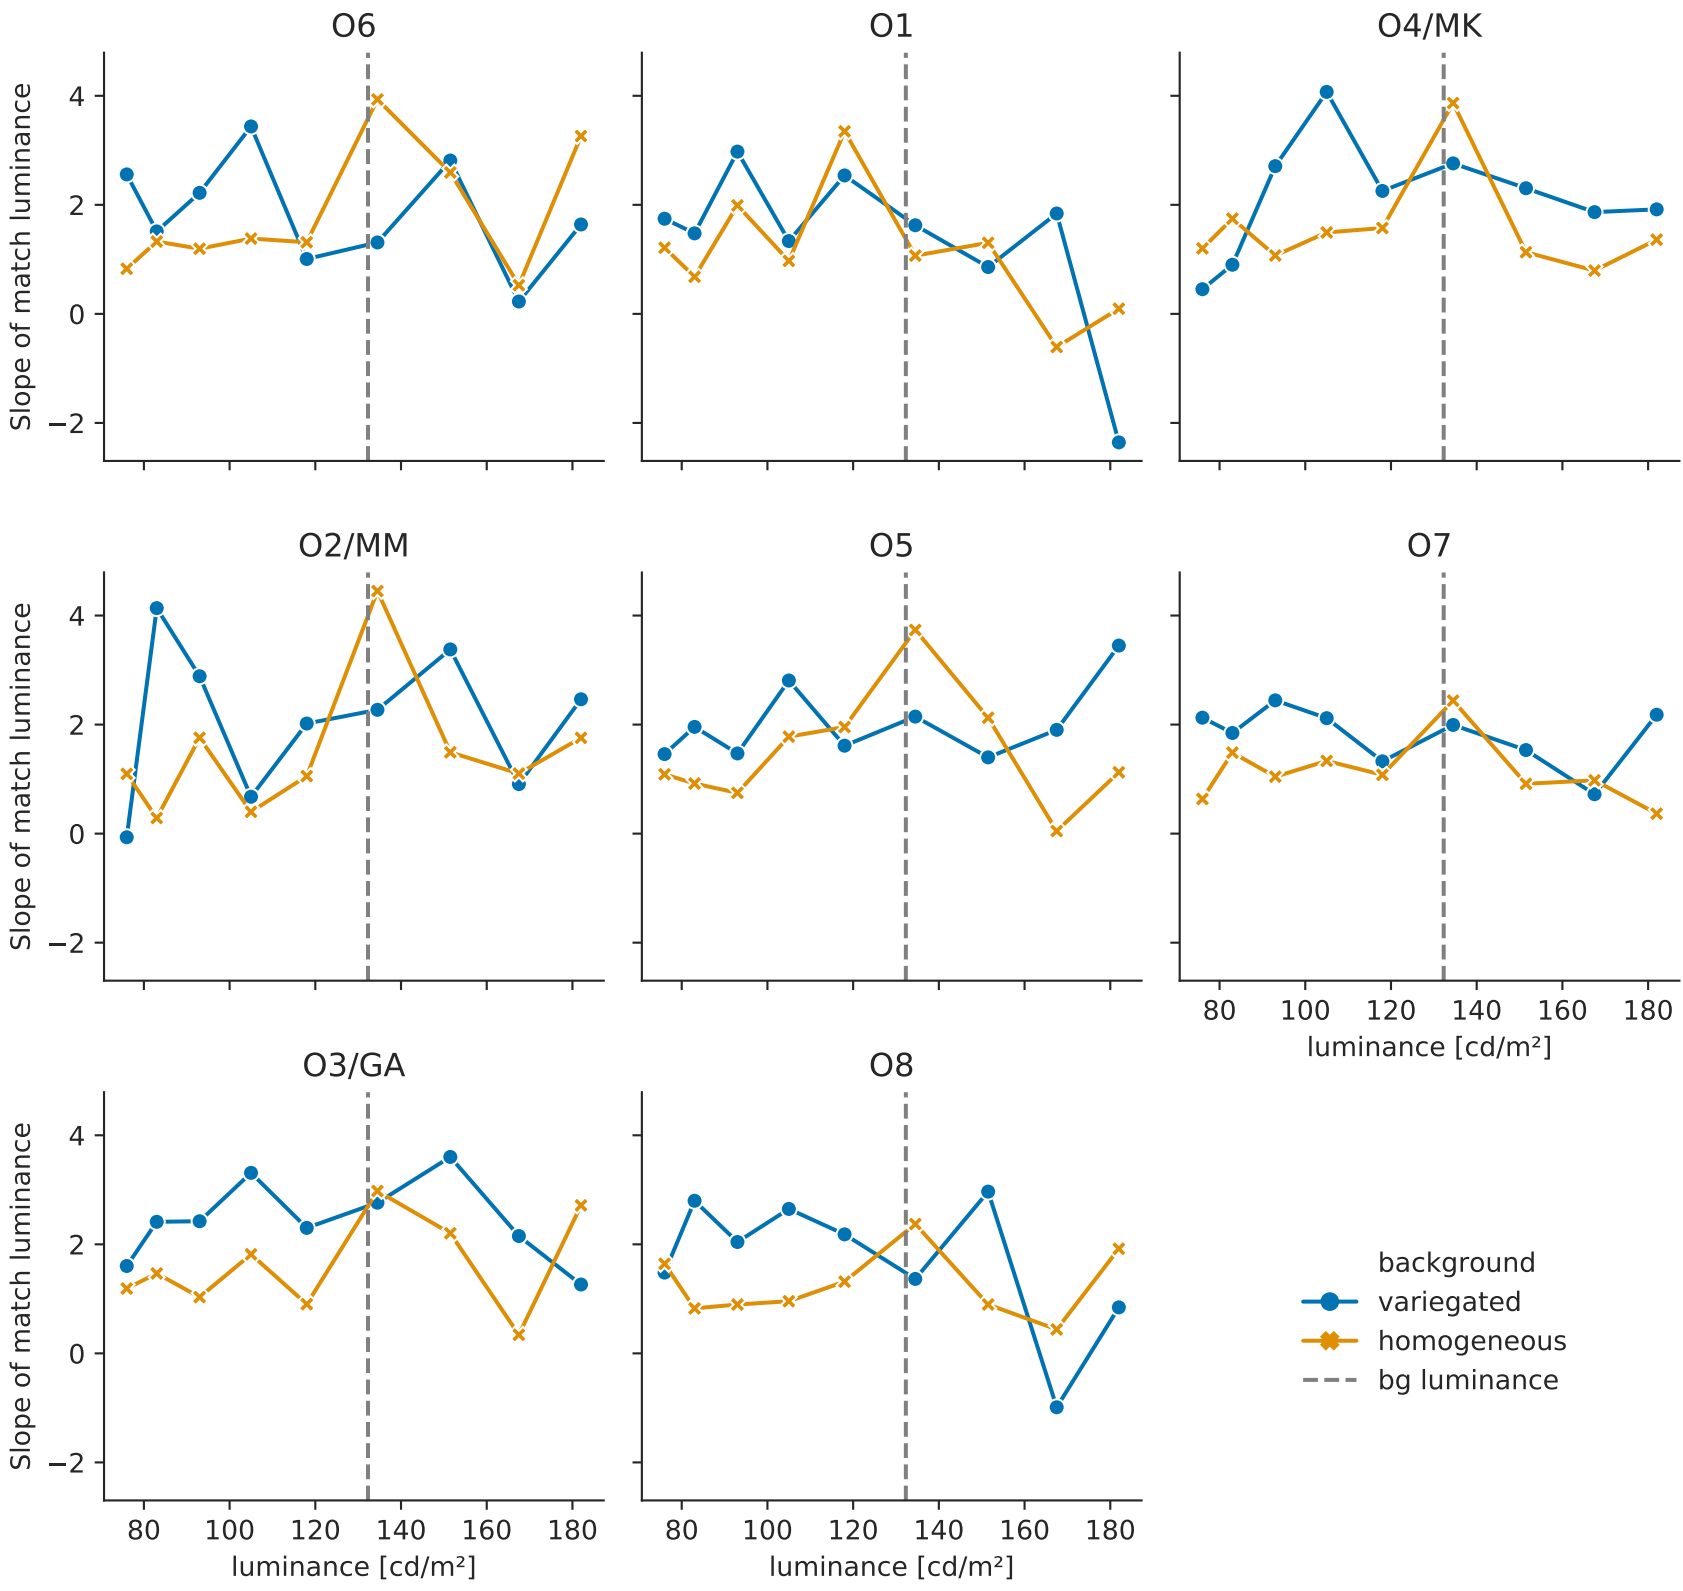 O6
O1
O4/MK
Slope of match luminance
4
2
0
−2
O2/MM
O5
O7
Slope of match luminance
4
2
0
−2
80 100 120 140 160 180
luminance [cd/m²]
O3/GA
O8
Slope of match luminance
4
2
0
−2
background
variegated
homogeneous
bg luminance
80 100 120 140 160 180
80 100 120 140 160 180
luminance [cd/m²]
luminance [cd/m²]